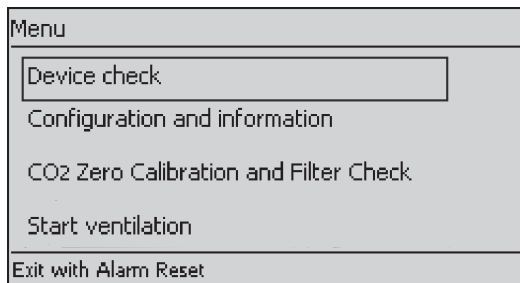 Menu
Device check
Configuration and information
CO2 Zero Calibration and Filter Check
Start ventilation
Exit with Alarm Reset